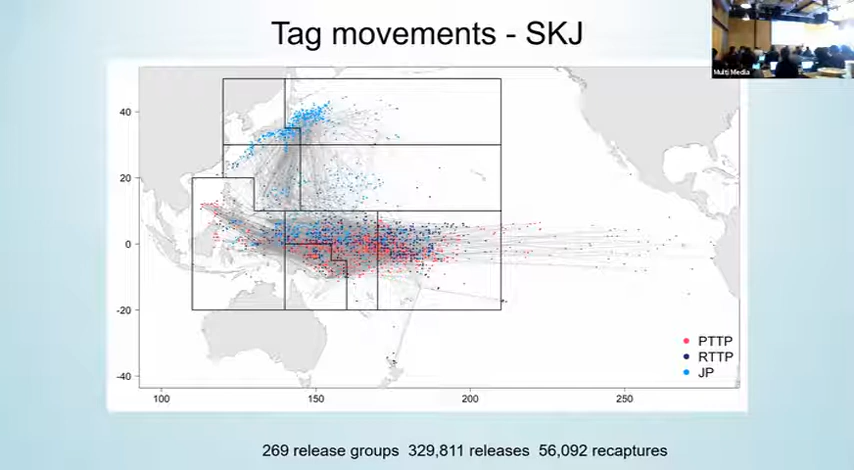 Tag movements - SKJ
Multi Media
40
20
0
-20
-40
100
150
200
250
PTTP
RTTP
JP
269 release groups 329,811 releases 56,092 recaptures